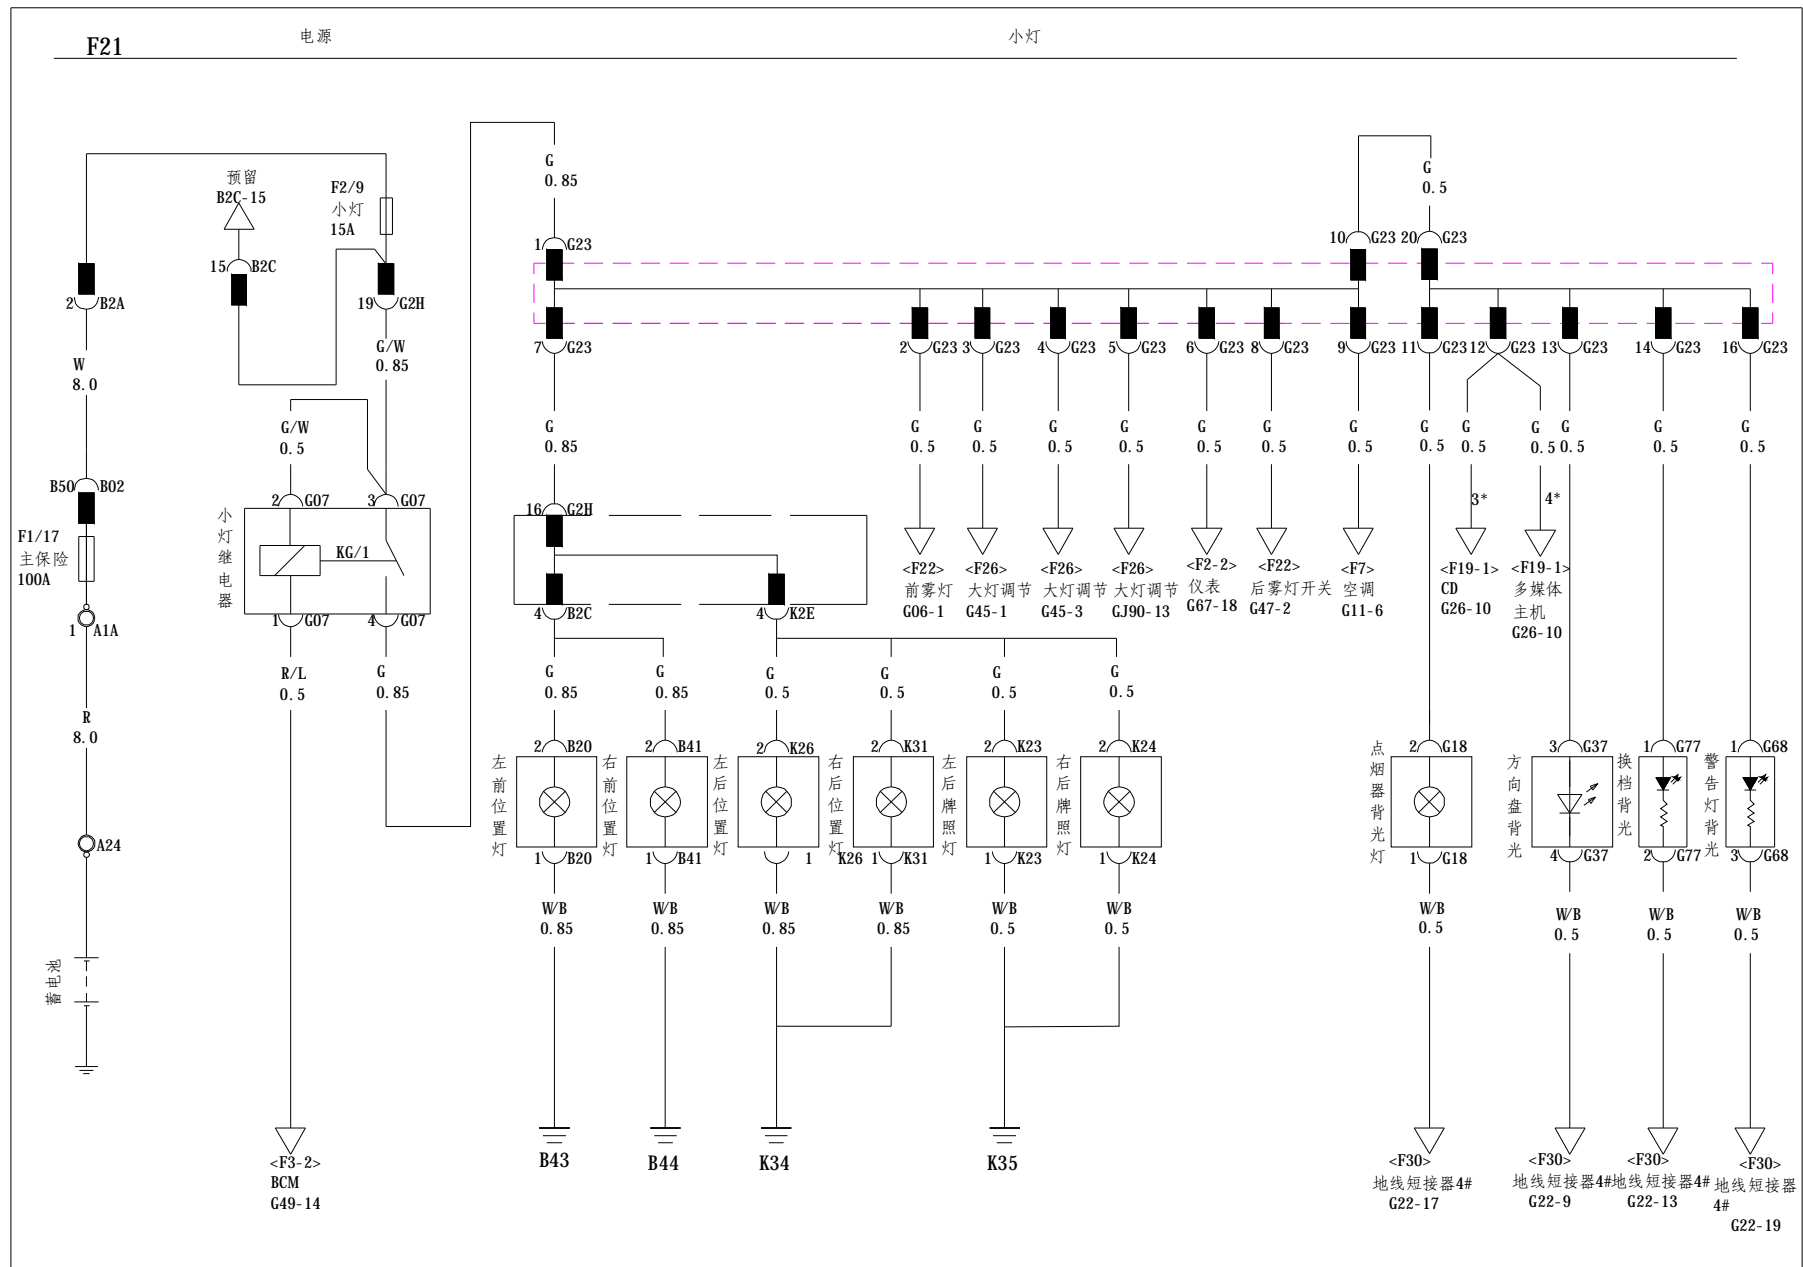 F21
电源
小灯
预留
B2C-15
F2/9
小灯
15A
G
0.85
G
0.5
1 G23
10 G23 20 G23
15 B2C
2 B2A
19 G2H
7 G23
2 G23 3 G23 4 G23 5 G23 6 G23 8 G23 9 G23 11 G23 12 G23 13 G23 14 G23 16 G23
G/W
0.85
W
8.0
G/W
0.5
G
0.85
G
0.5
G
0.5
G
0.5
G
0.5
G
0.5
G
0.5
G
0.5
G
0.5
G
0.5
G
0.5
G
0.5
G
0.5
G
0.5
3*
4*
B50 B02
2 G07
3 G07
16 G2H
F1/17
主保险
100A
小灯继电器
KG/1
<F22>
前雾灯
G06-1
<F26>
大灯调节
G45-1
<F26>
大灯调节
G45-3
<F26>
大灯调节
GJ90-13
<F2-2>
仪表
G67-18
<F22>
后雾灯开关
G47-2
<F7>
空调
G11-6
<F19-1>
CD
G26-10
<F19-1>
多媒体
主机
G26-10
1 A1A
1 G07
4 G07
4 B2C
4 K2E
R/L
0.5
G
0.85
G
0.85
G
0.85
G
0.5
G
0.5
G
0.5
G
0.5
R
8.0
2 B20
2 B41
2 K26
2 K31
2 K23
2 K24
2 G18
3 G37
1 G77
1 G68
左前位置灯
右前位置灯
左后位置灯
右后位置灯
左后牌照灯
右后牌照灯
点烟器背光灯
方向盘背光
换档背光
警告灯背光
A24
1 B20
1 B41
1 K26
1 K31
1 K23
1 K24
1 G18
4 G37
2 G77
3 G68
W/B
0.85
W/B
0.85
W/B
0.85
W/B
0.85
W/B
0.5
W/B
0.5
W/B
0.5
W/B
0.5
W/B
0.5
W/B
0.5
蓄电池
<F3-2>
BCM
G49-14
B43
B44
K34
K35
<F30>
地线短接器4#
G22-17
<F30>
地线短接器4#
G22-9
<F30>
地线短接器4#
G22-13
<F30>
地线短接器
4#
G22-19